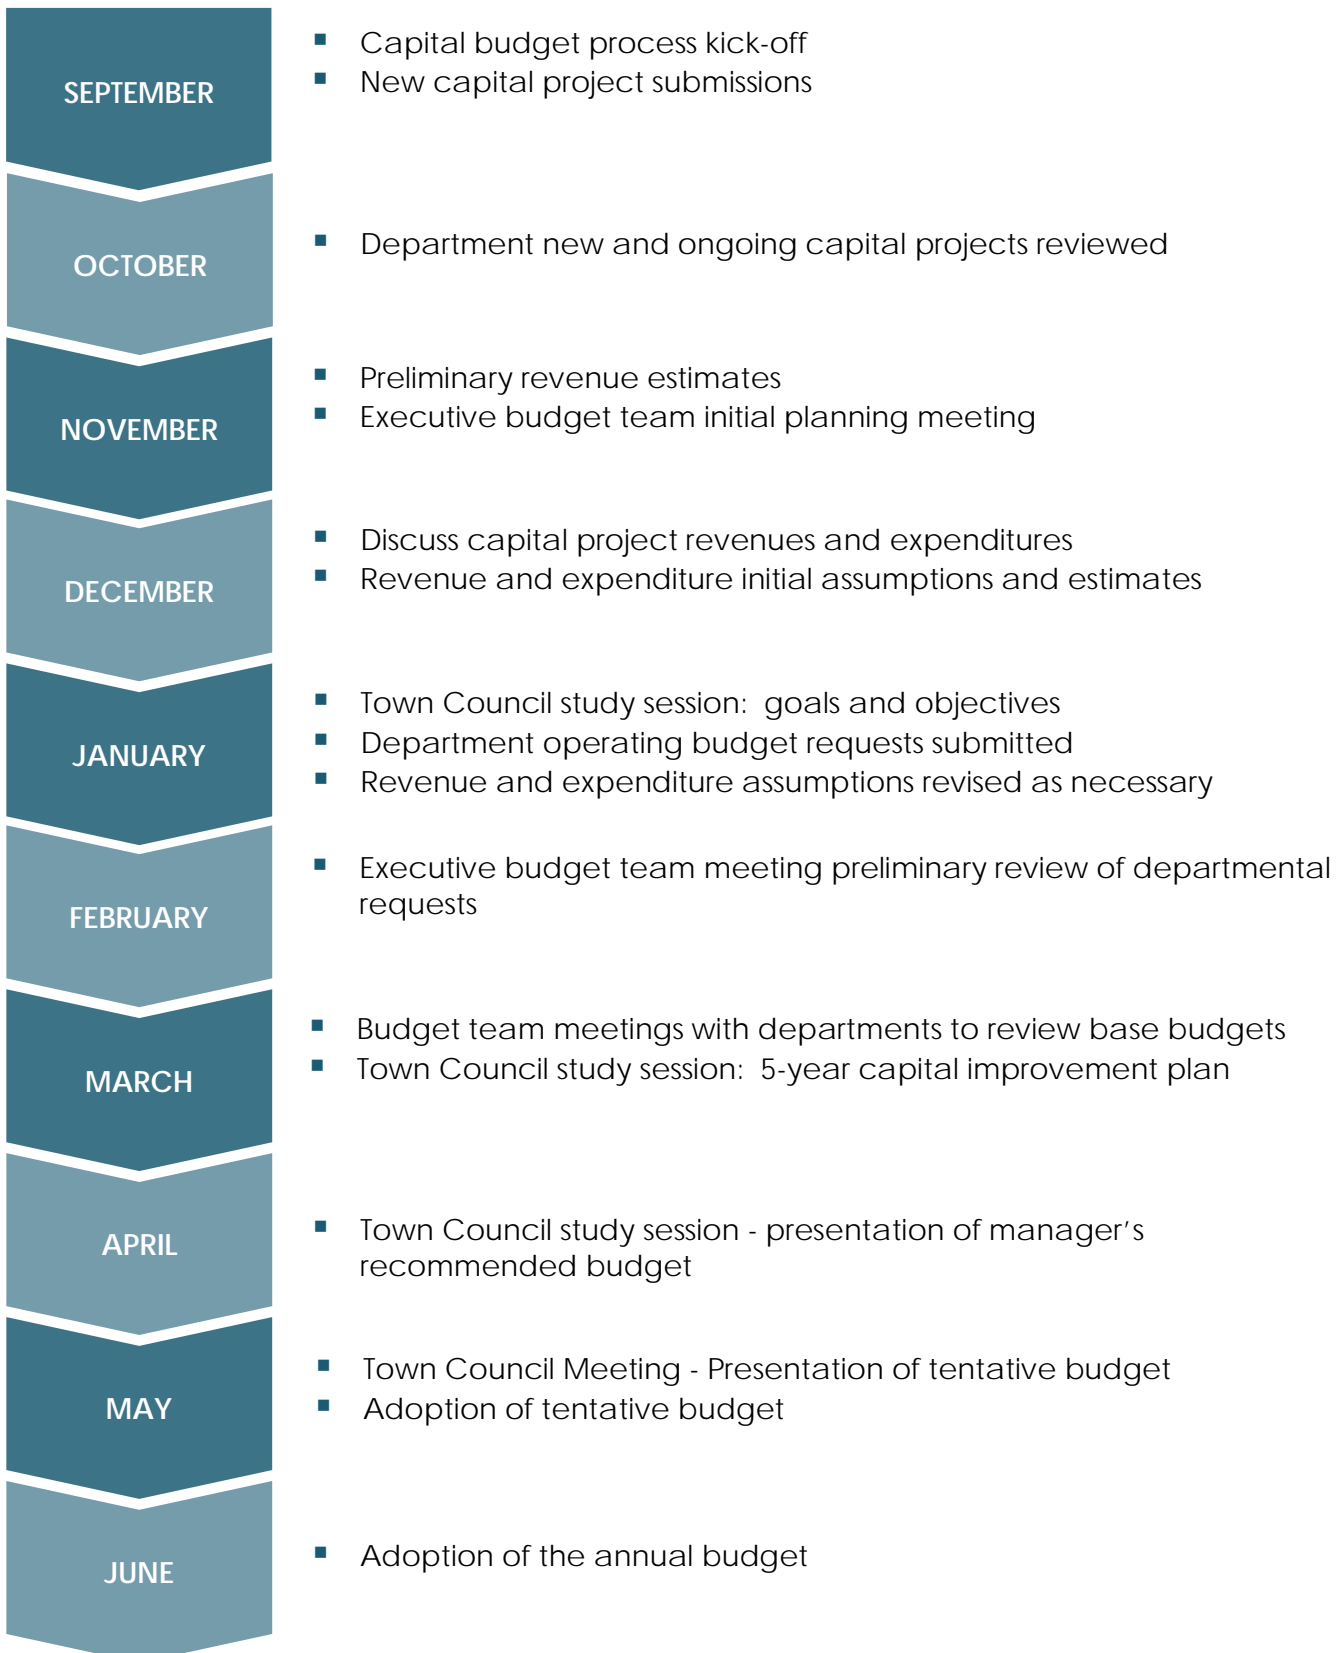 SEPTEMBER
▪ Capital budget process kick-off
▪ New capital project submissions
OCTOBER
▪ Department new and ongoing capital projects reviewed
NOVEMBER
▪ Preliminary revenue estimates
▪ Executive budget team initial planning meeting
DECEMBER
▪ Discuss capital project revenues and expenditures
▪ Revenue and expenditure initial assumptions and estimates
JANUARY
▪ Town Council study session:  goals and objectives
▪ Department operating budget requests submitted
▪ Revenue and expenditure assumptions revised as necessary
FEBRUARY
▪ Executive budget team meeting preliminary review of departmental
requests
MARCH
▪ Budget team meetings with departments to review base budgets
▪ Town Council study session:  5-year capital improvement plan
APRIL
▪ Town Council study session - presentation of manager’s
recommended budget
MAY
▪ Town Council Meeting - Presentation of tentative budget
▪ Adoption of tentative budget
JUNE
▪ Adoption of the annual budget